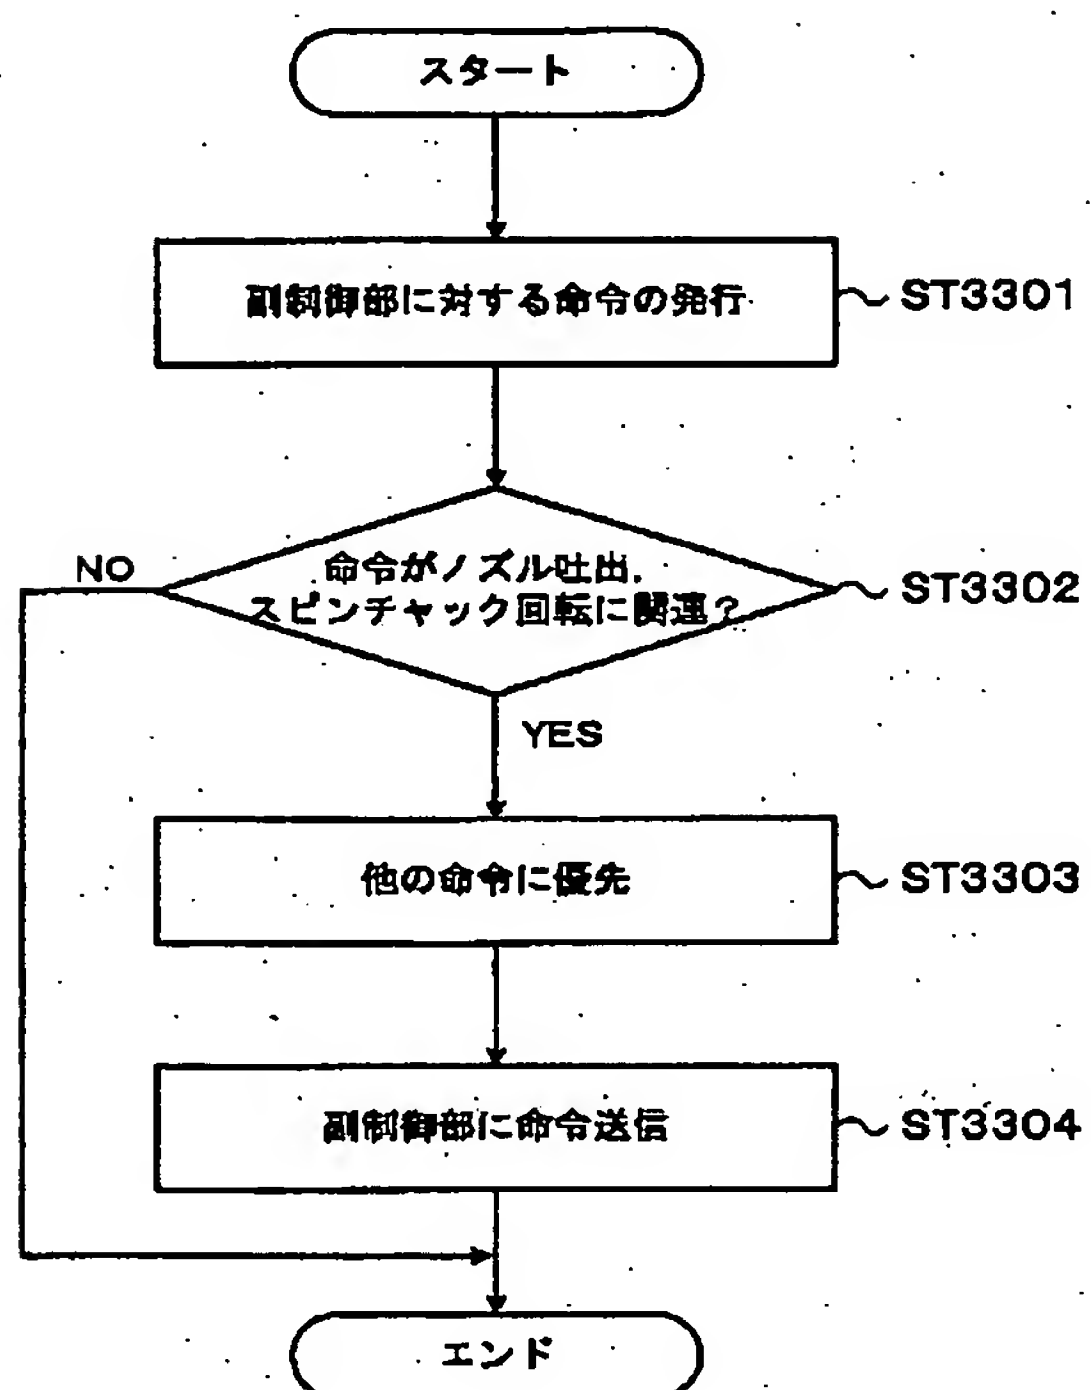 スタート
副制御部に対する命令の発行
ST3301
命令がノズル吐出,
スピンチャック回転に関連?
ST3302
NO
YES
他の命令に優先
ST3303
副制御部に命令送信
ST3304
エンド